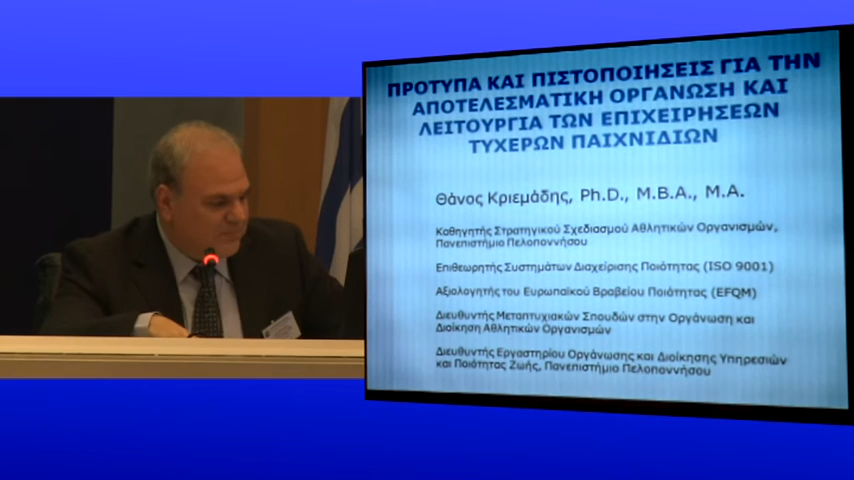 ΠΡΟΤΥΠΑ ΚΑΙ ΠΙΣΤΟΠΟΙΗΣΕΙΣ ΓΙΑ ΤΗΝ
ΑΠΟΤΕΛΕΣΜΑΤΙΚΗ ΟΡΓΑΝΩΣΗ ΚΑΙ
ΛΕΙΤΟΥΡΓΙΑ ΤΩΝ ΕΠΙΧΕΙΡΗΣΕΩΝ
ΤΥΧΕΡΩΝ ΠΑΙΧΝΙΔΙΩΝ
Θάνος Κριεμάδης, Ph.D., M.B.A., M.A.
Καθηγητής Στρατηγικού Σχεδιασμού Αθλητικών Οργανισμών,
Πανεπιστήμιο Πελοποννήσου
Επιθεωρητής Συστημάτων Διαχείρισης Ποιότητας (ISO 9001)
Αξιολογητής του Ευρωπαϊκού Βραβείου Ποιότητας (EFQM)
Διευθυντής Μεταπτυχιακών Σπουδών στην Οργάνωση και
Διοίκηση Αθλητικών Οργανισμών
Διευθυντής Εργαστηρίου Οργάνωσης και Διοίκησης Υπηρεσιών
και Ποιότητας Ζωής, Πανεπιστήμιο Πελοποννήσου